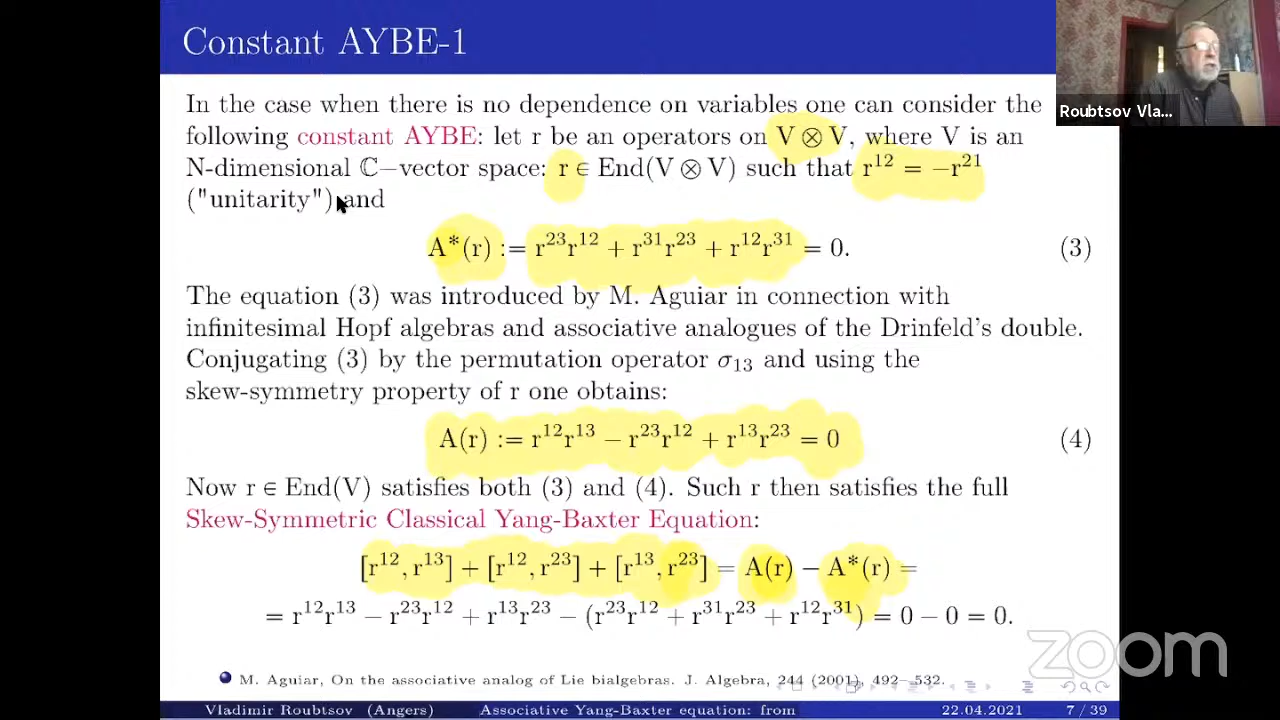 Constant AYBE-1
Roubtsov Vla...
In the case when there is no dependence on variables one can consider the
following constant AYBE: let r be an operators on V ⊗ V, where V is an
N-dimensional ℂ−vector space: r ∈ End(V ⊗ V) such that r¹² = −r²¹
("unitarity") and
A*(r) := r²³r¹² + r³¹r²³ + r¹²r³¹ = 0. (3)
The equation (3) was introduced by M. Aguiar in connection with
infinitesimal Hopf algebras and associative analogues of the Drinfeld's double.
Conjugating (3) by the permutation operator σ₁₃ and using the
skew-symmetry property of r one obtains:
A(r) := r¹²r¹³ − r²³r¹² + r¹³r²³ = 0 (4)
Now r ∈ End(V) satisfies both (3) and (4). Such r then satisfies the full
Skew-Symmetric Classical Yang-Baxter Equation:
[r¹², r¹³] + [r¹², r²³] + [r¹³, r²³] = A(r) − A*(r) =
= r¹²r¹³ − r²³r¹² + r¹³r²³ − (r²³r¹² + r³¹r²³ + r¹²r³¹) = 0 − 0 = 0.
zoom
M. Aguiar, On the associative analog of Lie bialgebras. J. Algebra, 244 (2001), 492–532.
Vladimir Roubtsov (Angers) Associative Yang-Baxter equation: from 22.04.2021 7 / 39